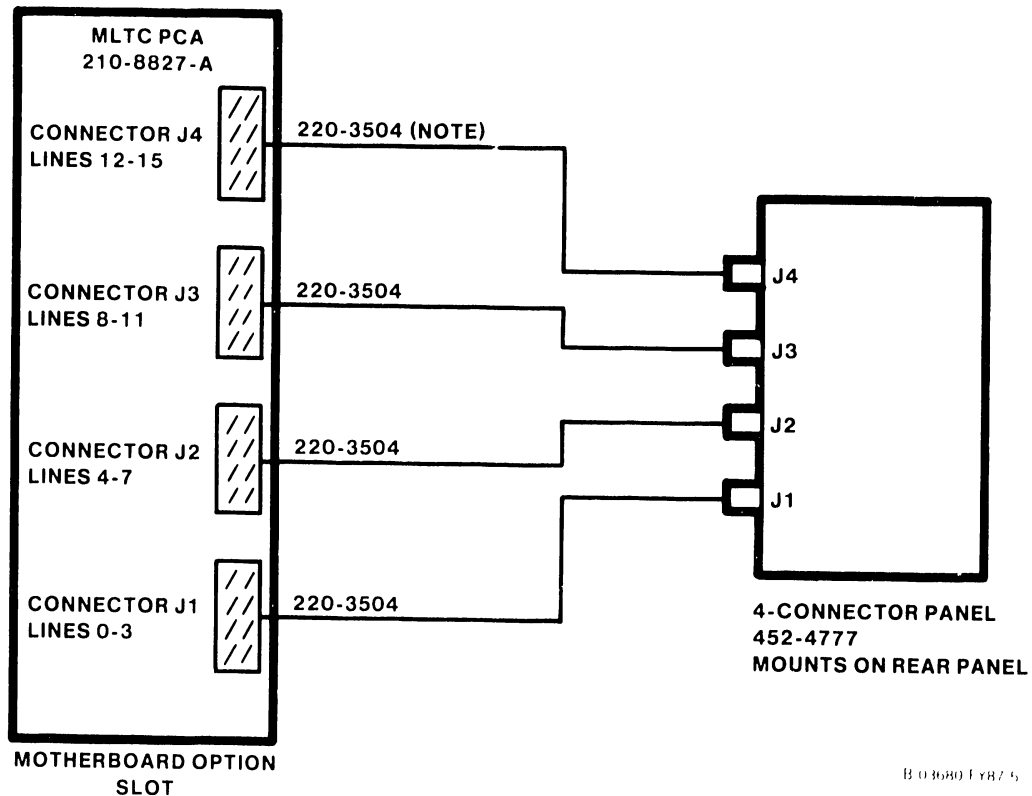 MLTC PCA
210-8827-A
CONNECTOR J4
LINES 12-15
220-3504 (NOTE)
CONNECTOR J3
LINES 8-11
220-3504
CONNECTOR J2
LINES 4-7
220-3504
CONNECTOR J1
LINES 0-3
220-3504
MOTHERBOARD OPTION
SLOT
J4
J3
J2
J1
4-CONNECTOR PANEL
452-4777
MOUNTS ON REAR PANEL